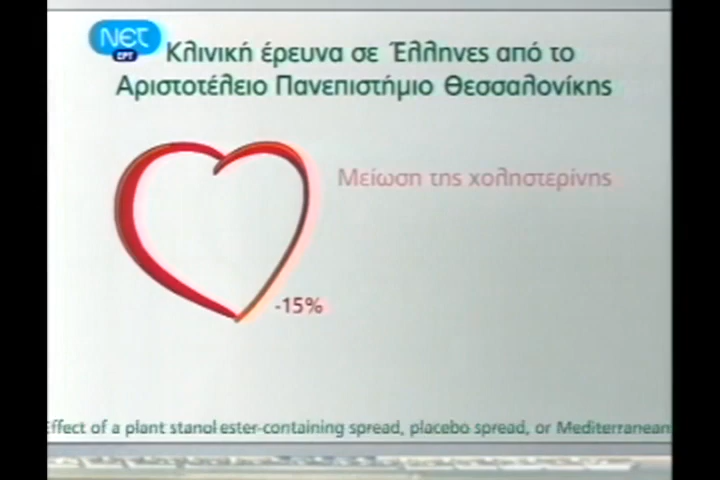 ΝΕΤ
ΕΡΤ
Κλινική έρευνα σε Έλληνες από το
Αριστοτέλειο Πανεπιστήμιο Θεσσαλονίκης
Μείωση της χοληστερίνης
-15%
Effect of a plant stanol ester-containing spread, placebo spread, or Mediterranean